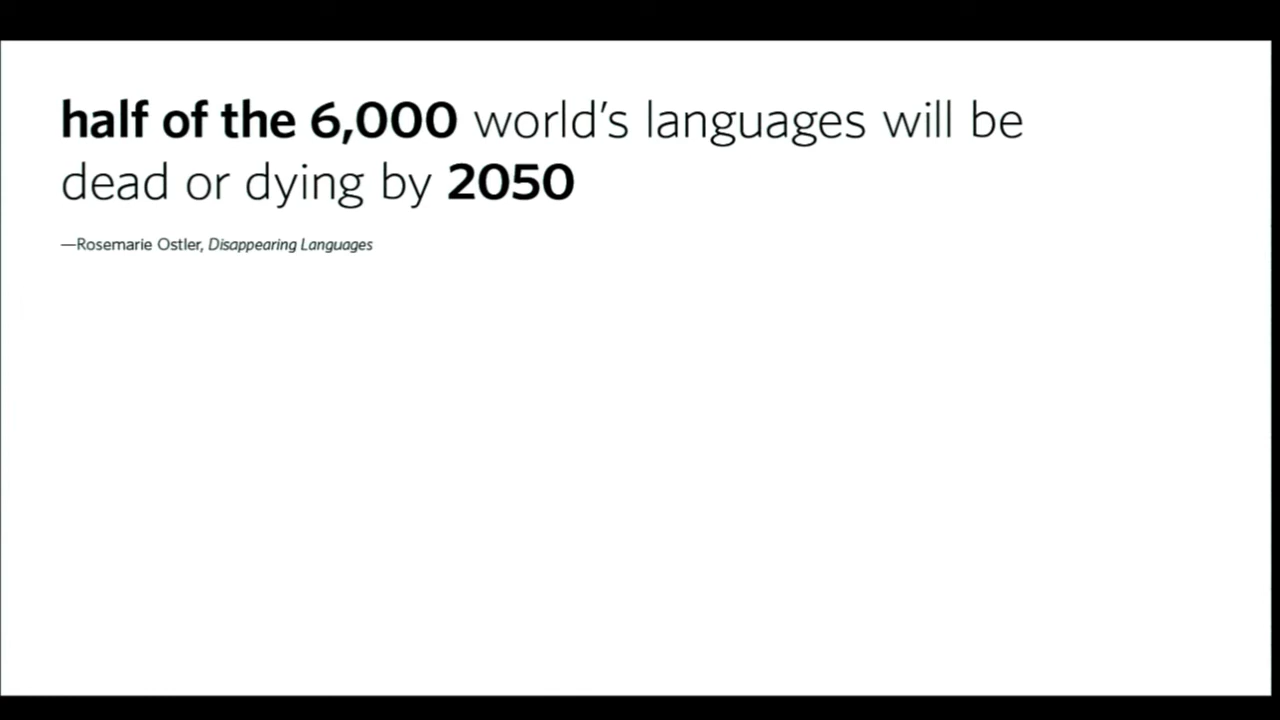 half of the 6,000 world's languages will be
dead or dying by 2050
—Rosemarie Ostler, Disappearing Languages